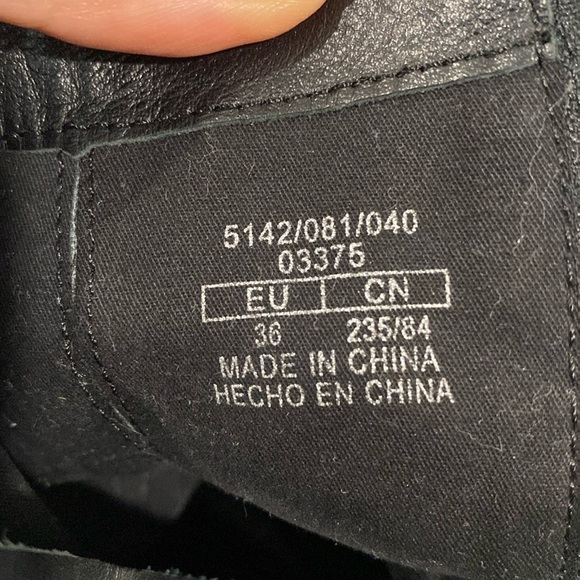 5142/081/040
03375
EU CN
36 235/84
MADE IN CHINA
HECHO EN CHINA